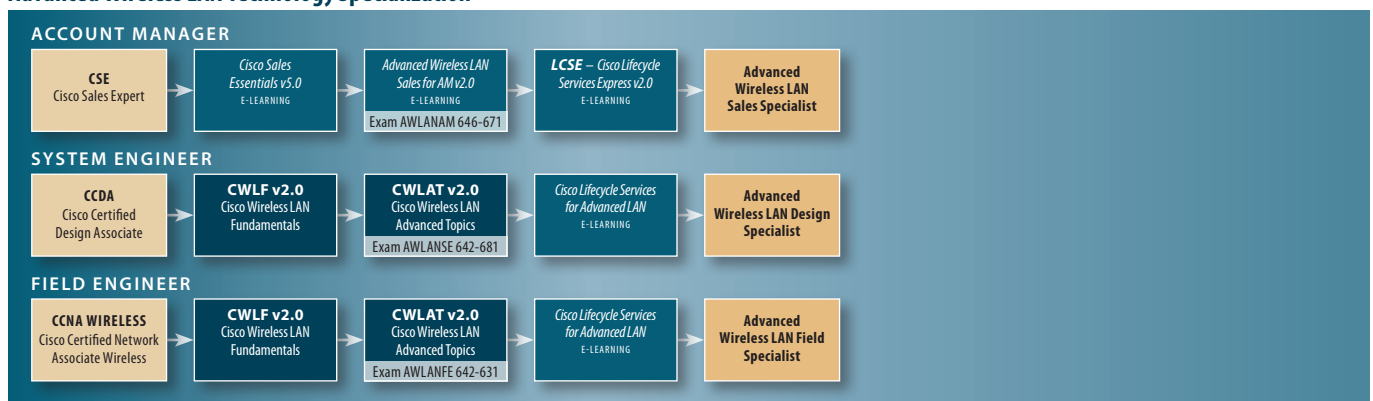 ACCOUNT MANAGER
CSE
Cisco Sales Expert
Cisco Sales
Essentials v5.0
E-LEARNING
Advanced Wireless LAN
Sales for AM v2.0
E-LEARNING
Exam AWLANAM 646-671
LCSE – Cisco Lifecycle
Services Express v2.0
E-LEARNING
Advanced
Wireless LAN
Sales Specialist
SYSTEM ENGINEER
CCDA
Cisco Certified
Design Associate
CWLF v2.0
Cisco Wireless LAN
Fundamentals
CWLAT v2.0
Cisco Wireless LAN
Advanced Topics
Exam AWLANSE 642-681
Cisco Lifecycle Services
for Advanced LAN
E-LEARNING
Advanced
Wireless LAN Design
Specialist
FIELD ENGINEER
CCNA WIRELESS
Cisco Certified Network
Associate Wireless
CWLF v2.0
Cisco Wireless LAN
Fundamentals
CWLAT v2.0
Cisco Wireless LAN
Advanced Topics
Exam AWLANFE 642-631
Cisco Lifecycle Services
for Advanced LAN
E-LEARNING
Advanced
Wireless LAN Field
Specialist